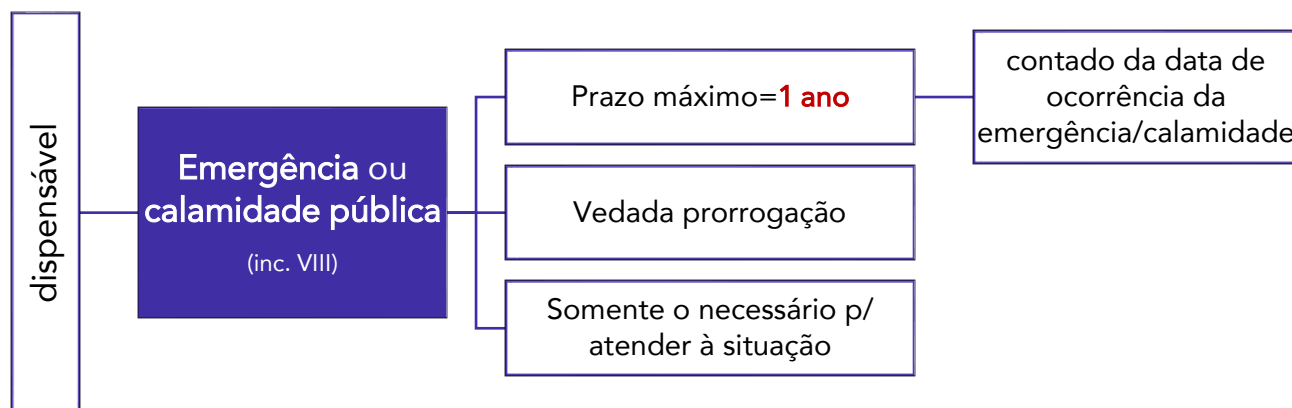 dispensável
Emergência ou
calamidade pública
(inc. VIII)
Prazo máximo=1 ano
contado da data de
ocorrência da
emergência/calamidade
Vedada prorrogação
Somente o necessário p/
atender à situação